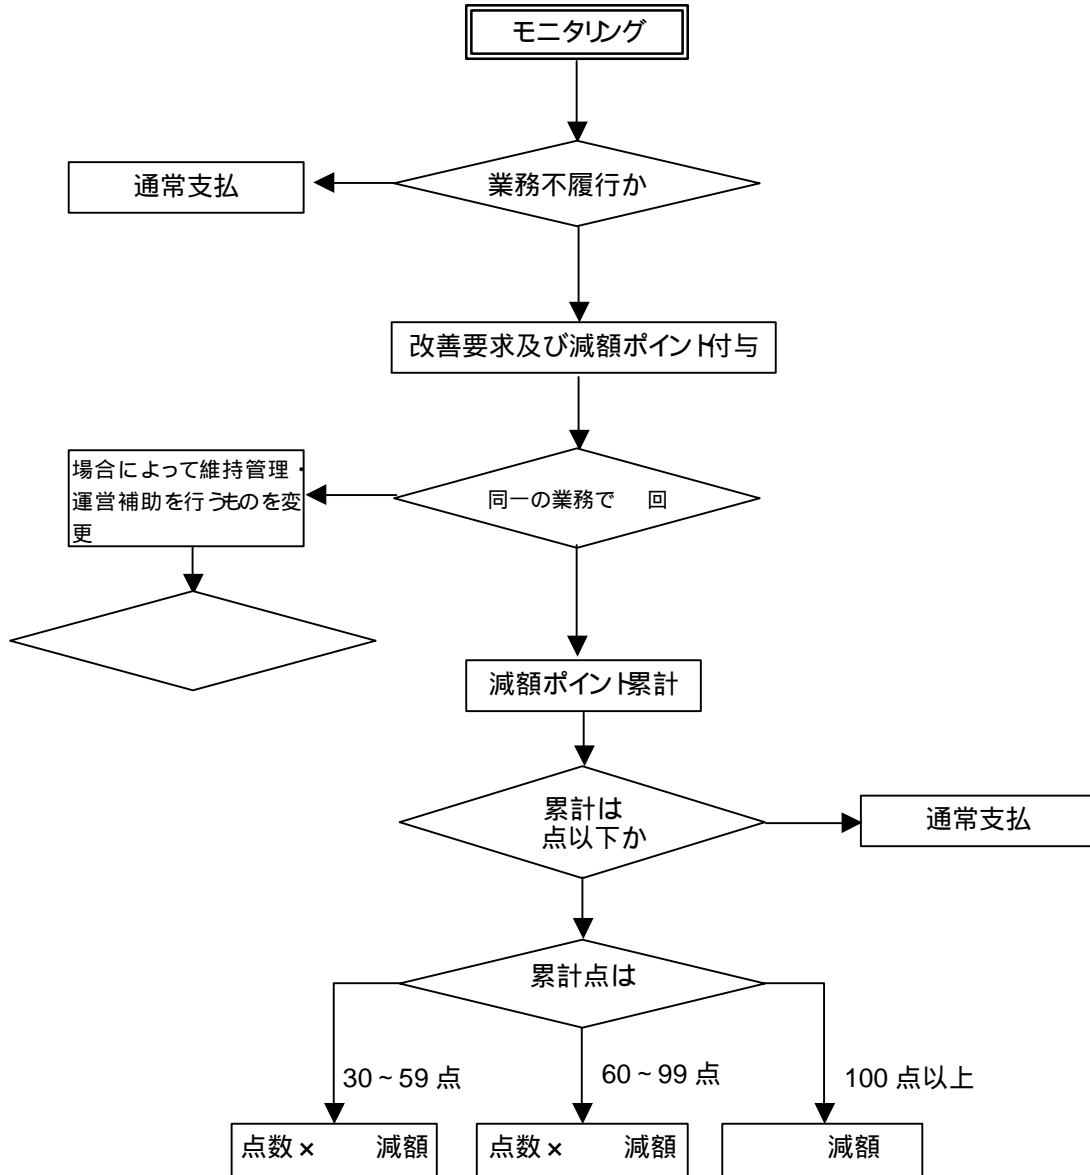 モニタリング
通常支払
業務不履行か
改善要求及び減額ポイント付与
場合によって維持管理・
運営補助を行うものを変
更
同一の業務で 回
減額ポイント累計
累計は
点以下か
通常支払
累計点は
30~59点
60~99点
100点以上
点数× 減額
点数× 減額
減額